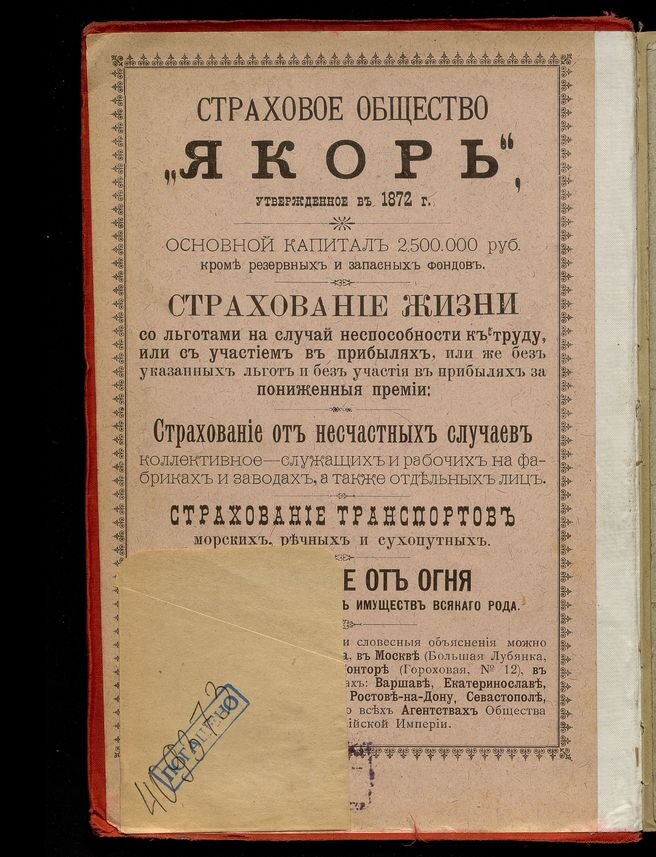 СТРАХОВОЕ ОБЩЕСТВО
„ЯКОРЬ“,
УТВЕРЖДЕННОЕ ВЪ 1872 г.
ОСНОВНОЙ КАПИТАЛЪ 2.500.000 руб.
КРОМѢ РЕЗЕРВНЫХЪ И ЗАПАСНЫХЪ ФОНДОВЪ.
СТРАХОВАНІЕ ЖИЗНИ
со льготами на случай неспособности къ труду,
или съ участіемъ въ прибыляхъ, или же безъ
указанныхъ льготъ и безъ участія въ прибыляхъ за
пониженныя преміи;
Страхованіе отъ несчастныхъ случаевъ
коллективное—служащихъ и рабочихъ на фа-
брикахъ и заводахъ, а также отдѣльныхъ лицъ.
СТРАХОВАНІЕ ТРАНСПОРТОВЪ
морскихъ, рѣчныхъ и сухопутныхъ.
Е ОТЪ ОГНЯ
Ъ ИМУЩЕСТВЪ ВСЯКАГО РОДА.
и словесныя объясненія можно
а, въ Москвѣ (Большая Лубянка,
Конторѣ (Гороховая, № 12), въ
ахъ: Варшавѣ, Екатеринославѣ,
Ростовѣ-на-Дону, Севастополѣ,
о всѣхъ Агентствахъ Общества
ійской Имперіи.
ПОГАШЕНО